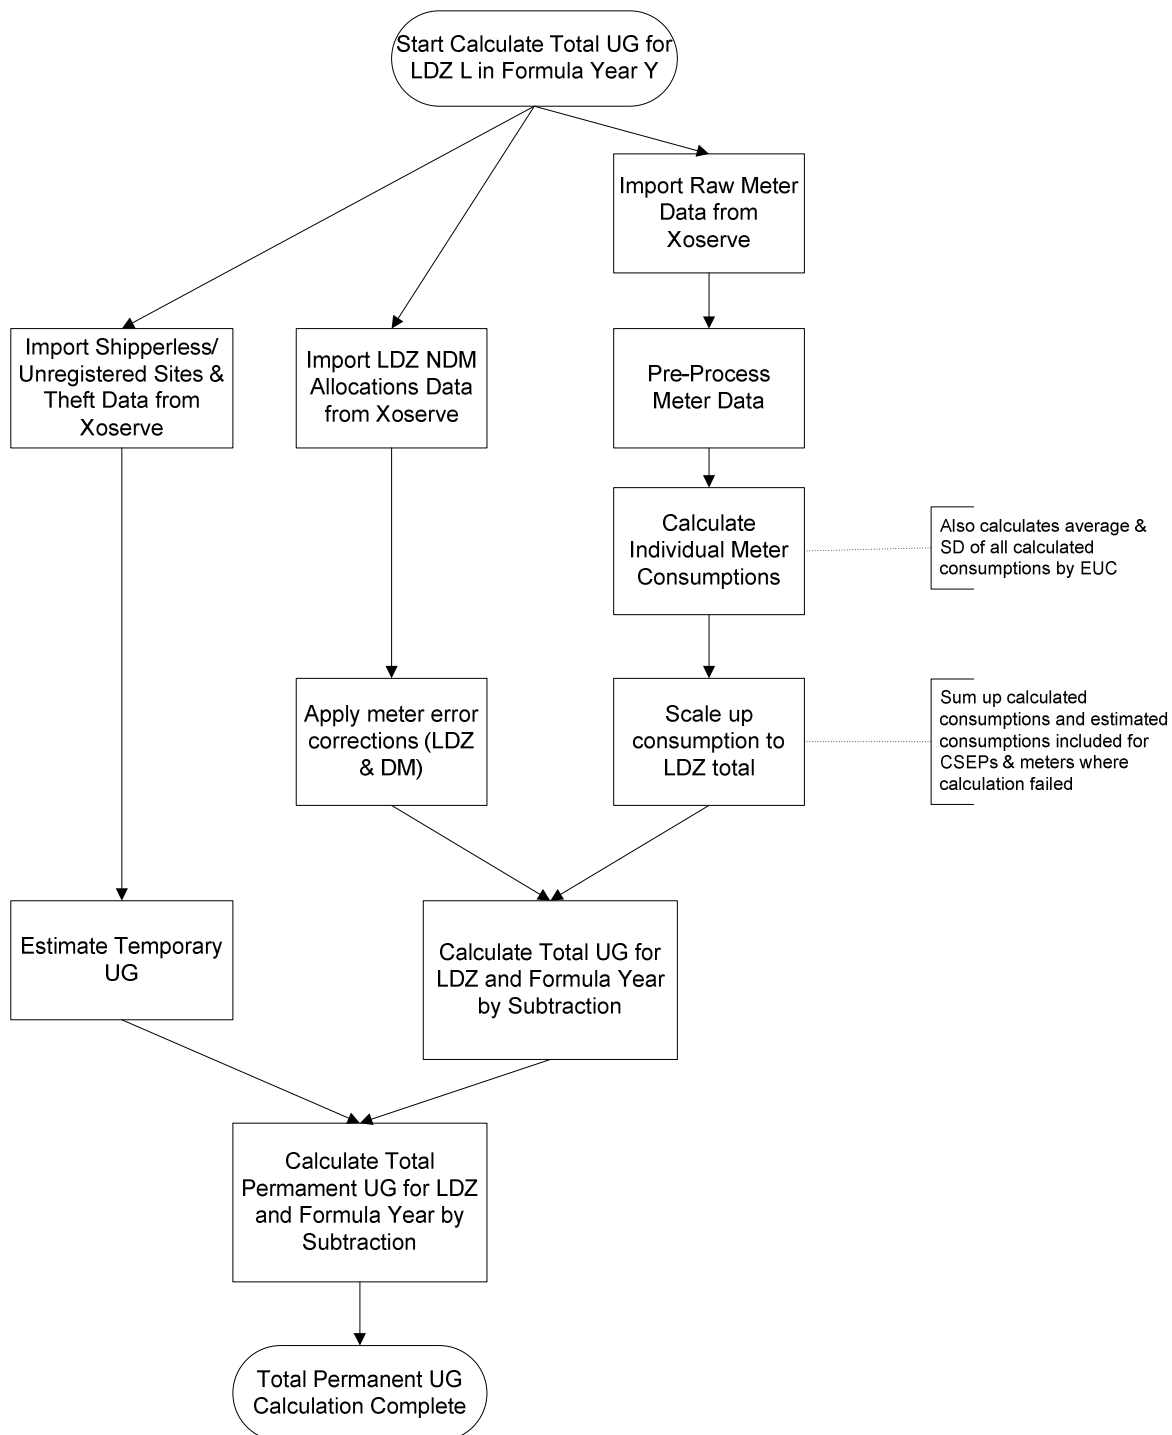 Start Calculate Total UG for
LDZ L in Formula Year Y
Import Raw Meter
Data from
Xoserve
Import Shipperless/
Unregistered Sites &
Theft Data from
Xoserve
Import LDZ NDM
Allocations Data
from Xoserve
Pre-Process
Meter Data
Calculate
Individual Meter
Consumptions
Also calculates average &
SD of all calculated
consumptions by EUC
Apply meter error
corrections (LDZ
& DM)
Scale up
consumption to
LDZ total
Sum up calculated
consumptions and estimated
consumptions included for
CSEPs & meters where
calculation failed
Estimate Temporary
UG
Calculate Total UG for
LDZ and Formula Year
by Subtraction
Calculate Total
Permament UG for LDZ
and Formula Year by
Subtraction
Total Permanent UG
Calculation Complete